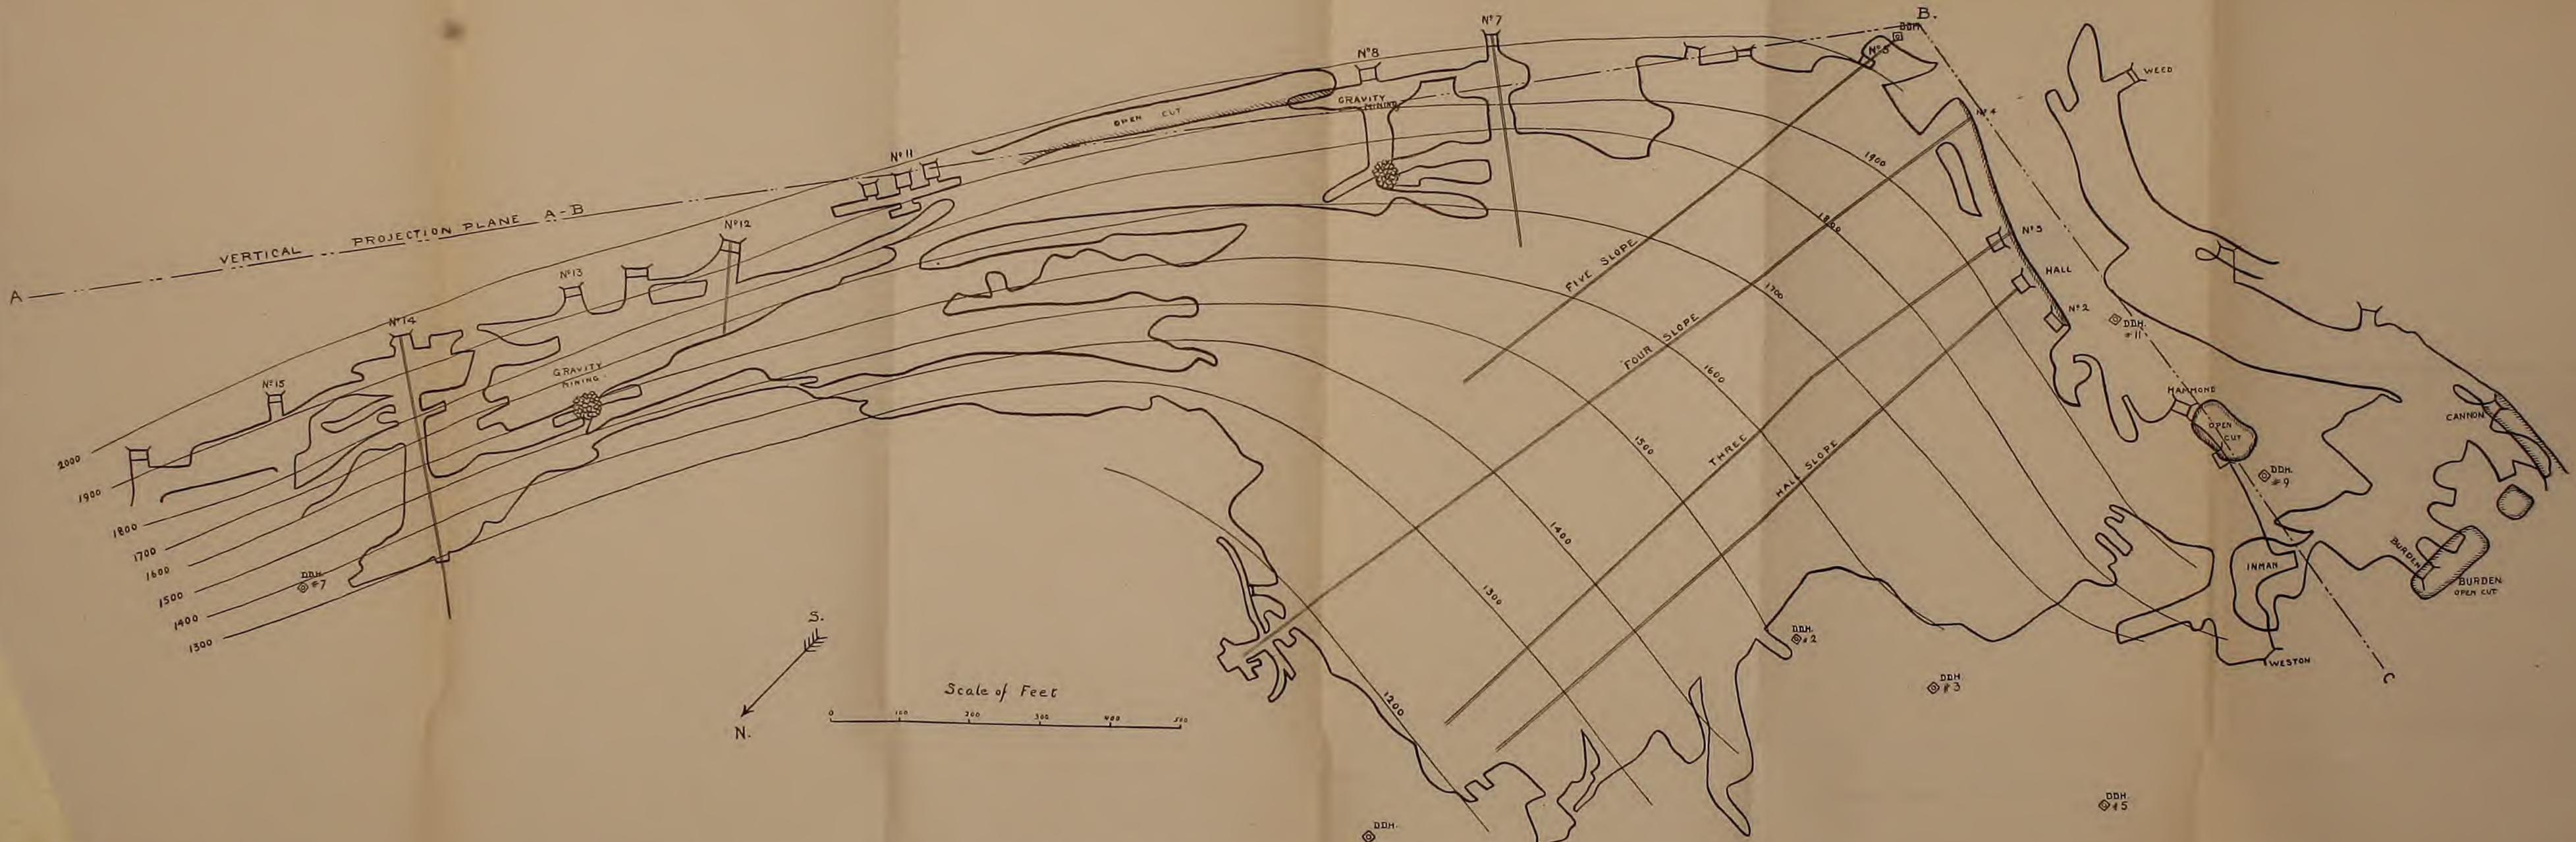 B.
DDH
Nº 7
Nº 8
Nº 5
WEED
GRAVITY
MINING
OPEN CUT
Nº 4
Nº 11
1900
VERTICAL PROJECTION PLANE A-B
A
Nº 12
1800
Nº 3
FIVE SLOPE
HALL
Nº 13
1700
Nº 2
Nº 14
DDH.
#11
FOUR SLOPE
GRAVITY
MINING
1600
Nº 15
HAMMOND
CANNON
OPEN
CUT
1500
THREE
HALL SLOPE
2000
1900
DDH.
#9
1800
1700
1600
1400
BURDEN
INMAN
BURDEN
OPEN CUT
DDH
#7
1500
1400
1300
1300
S.
N.
DDH.
#2
WESTON
C
DDH
#3
Scale of Feet
0 100 200 300 400 500
1200
DDH.
#5
DDH.